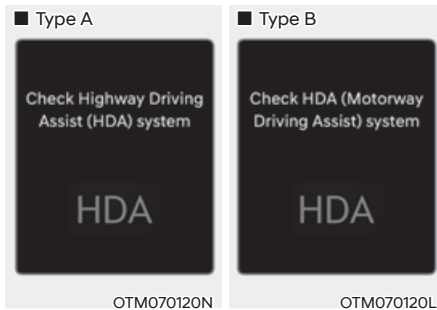 ■ Type A
Check Highway Driving
Assist (HDA) system
HDA
OTM070120N
■ Type B
Check HDA (Motorway
Driving Assist) system
HDA
OTM070120L